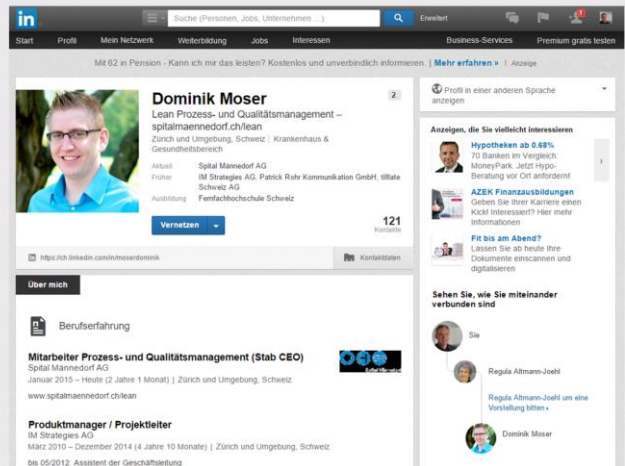 in
Suche (Personen, Jobs, Unternehmen ...)
Erweitert
1
Start Profil Mein Netzwerk Weiterbildung Jobs Interessen Business-Services Premium gratis testen
Mit 62 in Pension - Kann ich mir das leisten? Kostenlos und unverbindlich informieren. | Mehr erfahren » | Anzeige
Dominik Moser
2
Lean Prozess- und Qualitätsmanagement –
spitalmaennedorf.ch/lean
Zürich und Umgebung, Schweiz | Krankenhaus &
Gesundheitsbereich
Aktuell Spital Männedorf AG
Früher IM Strategies AG, Patrick Rohr Kommunikation GmbH, tilllate
Schweiz AG
Ausbildung Fernfachhochschule Schweiz
Vernetzen
121
Kontakte
https://ch.linkedin.com/in/moserdominik
Kontaktdaten
Über mich
Berufserfahrung
Mitarbeiter Prozess- und Qualitätsmanagement (Stab CEO)
Spital Männedorf AG
Januar 2015 – Heute (2 Jahre 1 Monat) | Zürich und Umgebung, Schweiz
www.spitalmaennedorf.ch/lean
Spital Männedorf
Produktmanager / Projektleiter
IM Strategies AG
März 2010 – Dezember 2014 (4 Jahre 10 Monate) | Zürich und Umgebung, Schweiz
bis 05/2012: Assistent der Geschäftsleitung
Profil in einer anderen Sprache
anzeigen
Anzeigen, die Sie vielleicht interessieren
Hypotheken ab 0.68%
70 Banken im Vergleich:
MoneyPark. Jetzt Hypo-
Beratung vor Ort anfordern!
AZEK Finanzausbildungen
Geben Sie Ihrer Karriere einen
Kick! Interessiert? Hier mehr
Informationen
Fit bis am Abend?
Lassen Sie ab heute Ihre
Dokumente einscannen und
digitalisieren
Sehen Sie, wie Sie miteinander
verbunden sind
Sie
Regula Altmann-Joehl
Regula Altmann-Joehl um eine
Vorstellung bitten ›
Dominik Moser